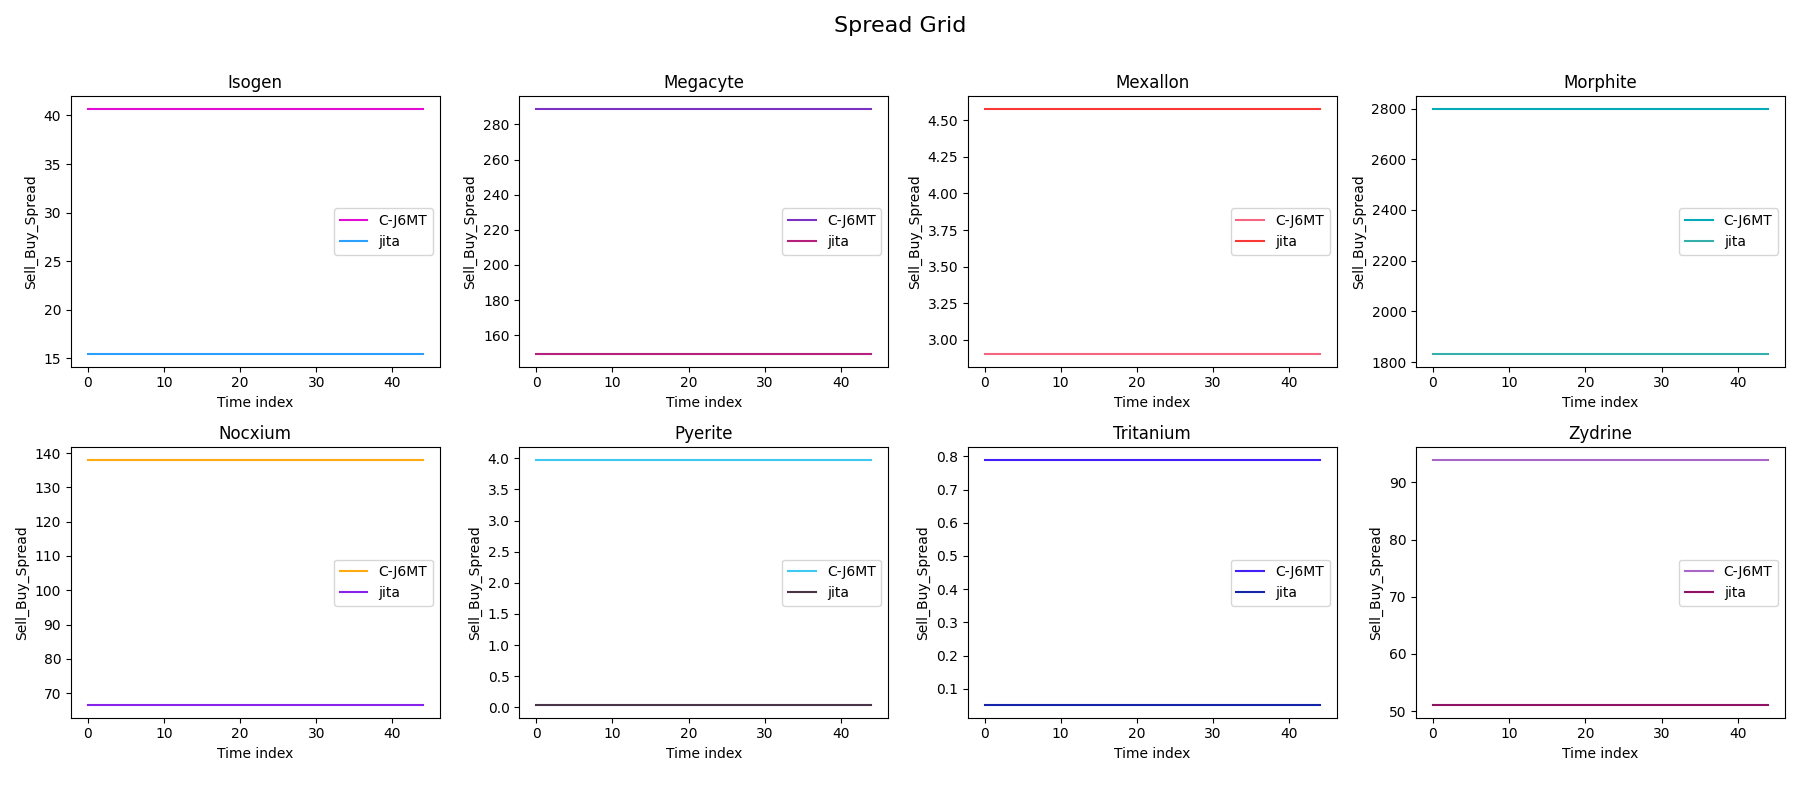 Spread Grid
Isogen
Sell_Buy_Spread
40
35
30
25
20
15
C-J6MT
jita
0 10 20 30 40
Time index
Megacyte
Sell_Buy_Spread
280
260
240
220
200
180
160
C-J6MT
jita
0 10 20 30 40
Time index
Mexallon
Sell_Buy_Spread
4.50
4.25
4.00
3.75
3.50
3.25
3.00
C-J6MT
jita
0 10 20 30 40
Time index
Morphite
Sell_Buy_Spread
2800
2600
2400
2200
2000
1800
C-J6MT
jita
0 10 20 30 40
Time index
Nocxium
Sell_Buy_Spread
140
130
120
110
100
90
80
70
C-J6MT
jita
0 10 20 30 40
Time index
Pyerite
Sell_Buy_Spread
4.0
3.5
3.0
2.5
2.0
1.5
1.0
0.5
0.0
C-J6MT
jita
0 10 20 30 40
Time index
Tritanium
Sell_Buy_Spread
0.8
0.7
0.6
0.5
0.4
0.3
0.2
0.1
C-J6MT
jita
0 10 20 30 40
Time index
Zydrine
Sell_Buy_Spread
90
80
70
60
50
C-J6MT
jita
0 10 20 30 40
Time index